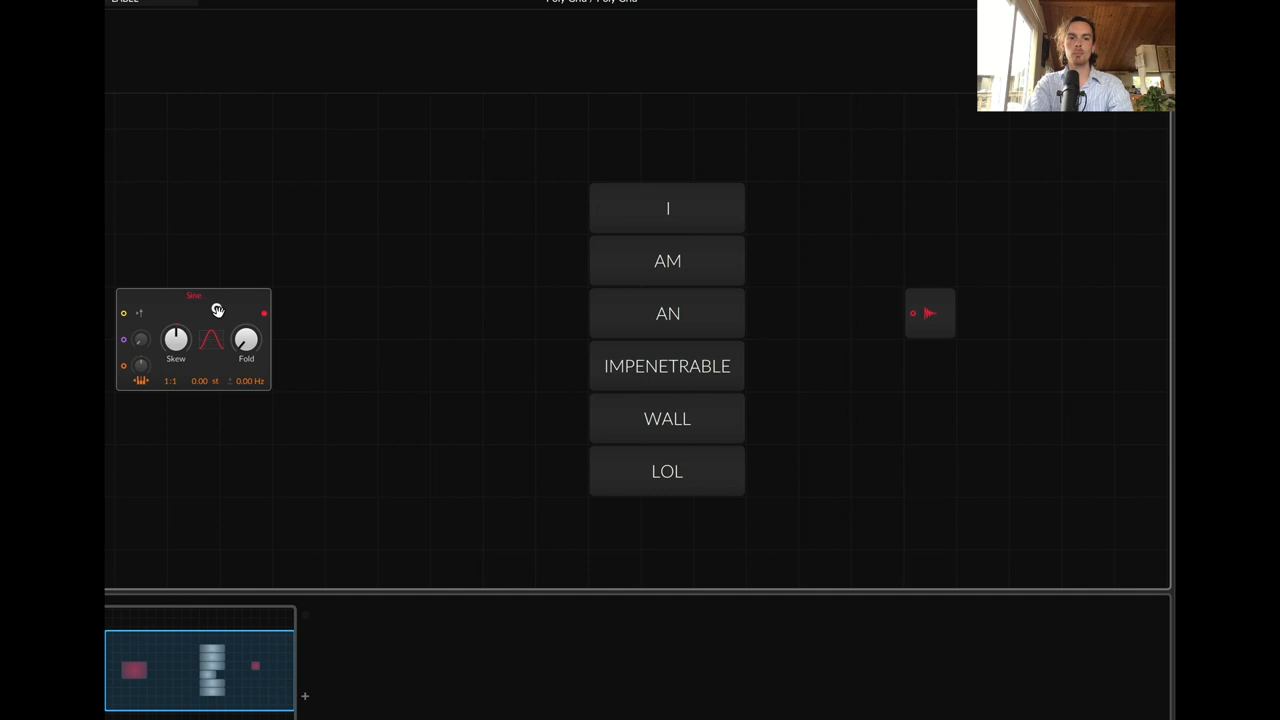 I
AM
AN
Sine
IMPENETRABLE
Skew
Fold
1:1 0.00 st 0.00 Hz
WALL
LOL